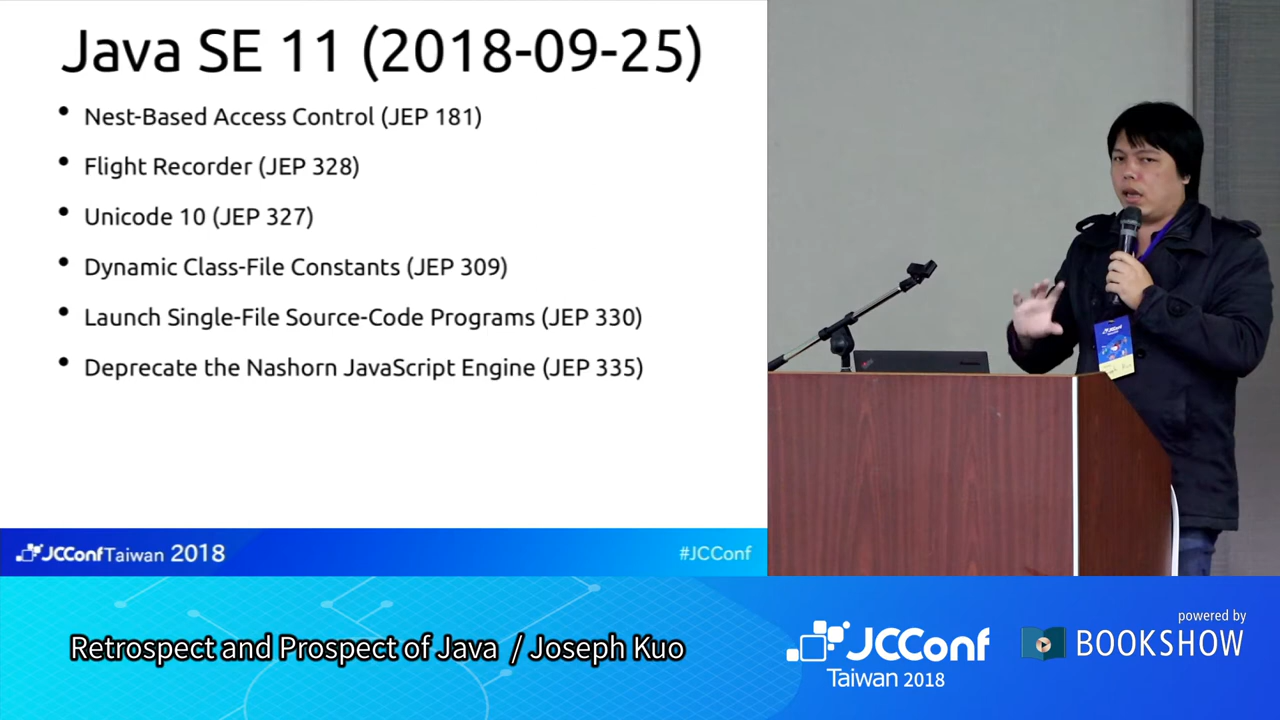 Java SE 11 (2018-09-25)
• Nest-Based Access Control (JEP 181)
• Flight Recorder (JEP 328)
• Unicode 10 (JEP 327)
• Dynamic Class-File Constants (JEP 309)
• Launch Single-File Source-Code Programs (JEP 330)
• Deprecate the Nashorn JavaScript Engine (JEP 335)
JCConf Taiwan 2018
#JCConf
JCConf
Retrospect and Prospect of Java / Joseph Kuo
JCConf
Taiwan 2018
powered by
BOOKSHOW